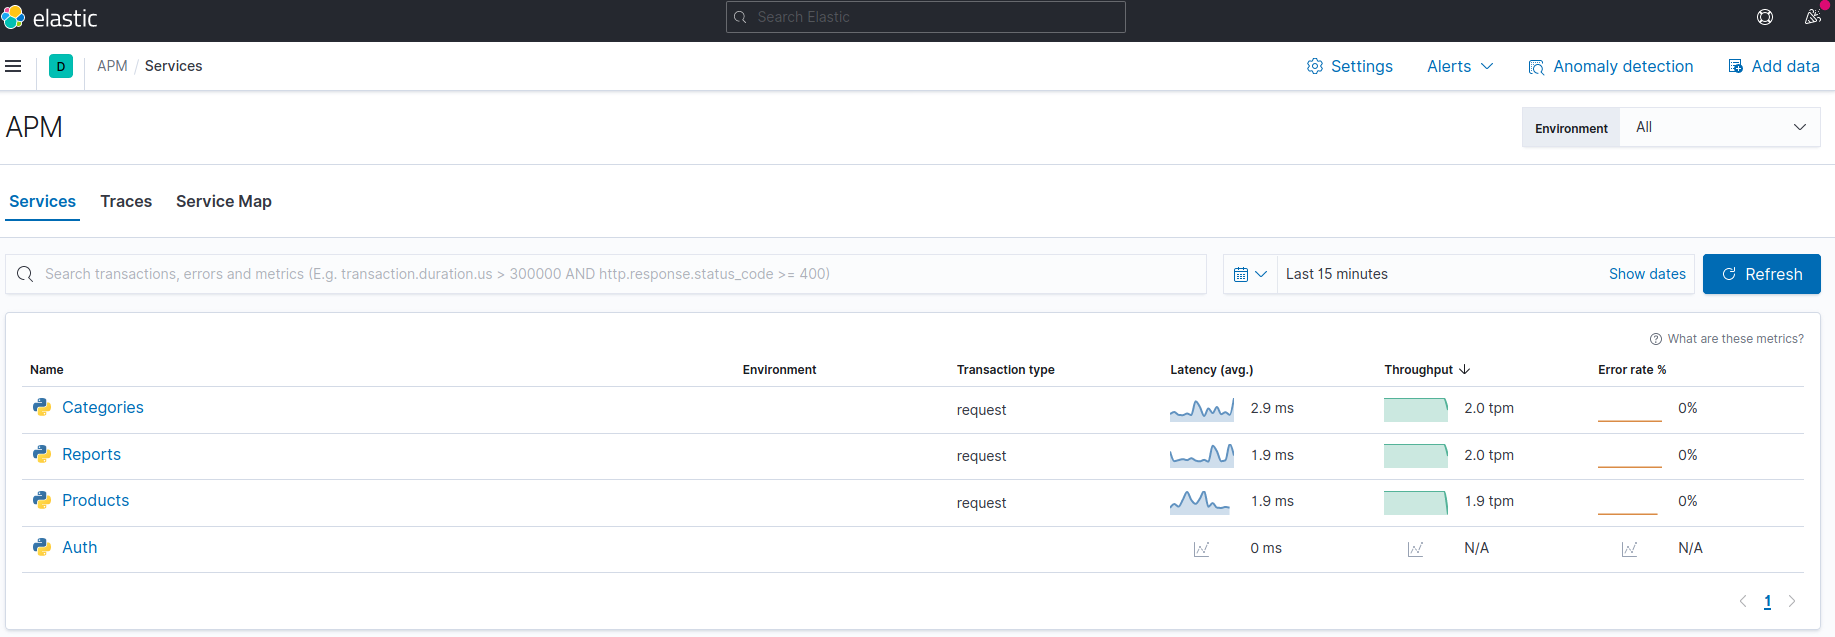 elastic
Search Elastic
D
APM / Services
Settings
Alerts
Anomaly detection
Add data
APM
Environment
All
Services
Traces
Service Map
Search transactions, errors and metrics (E.g. transaction.duration.us > 300000 AND http.response.status_code >= 400)
Last 15 minutes
Show dates
Refresh
What are these metrics?
Name Environment Transaction type Latency (avg.) Throughput Error rate %
Categories request 2.9 ms 2.0 tpm 0%
Reports request 1.9 ms 2.0 tpm 0%
Products request 1.9 ms 1.9 tpm 0%
Auth 0 ms N/A N/A
1